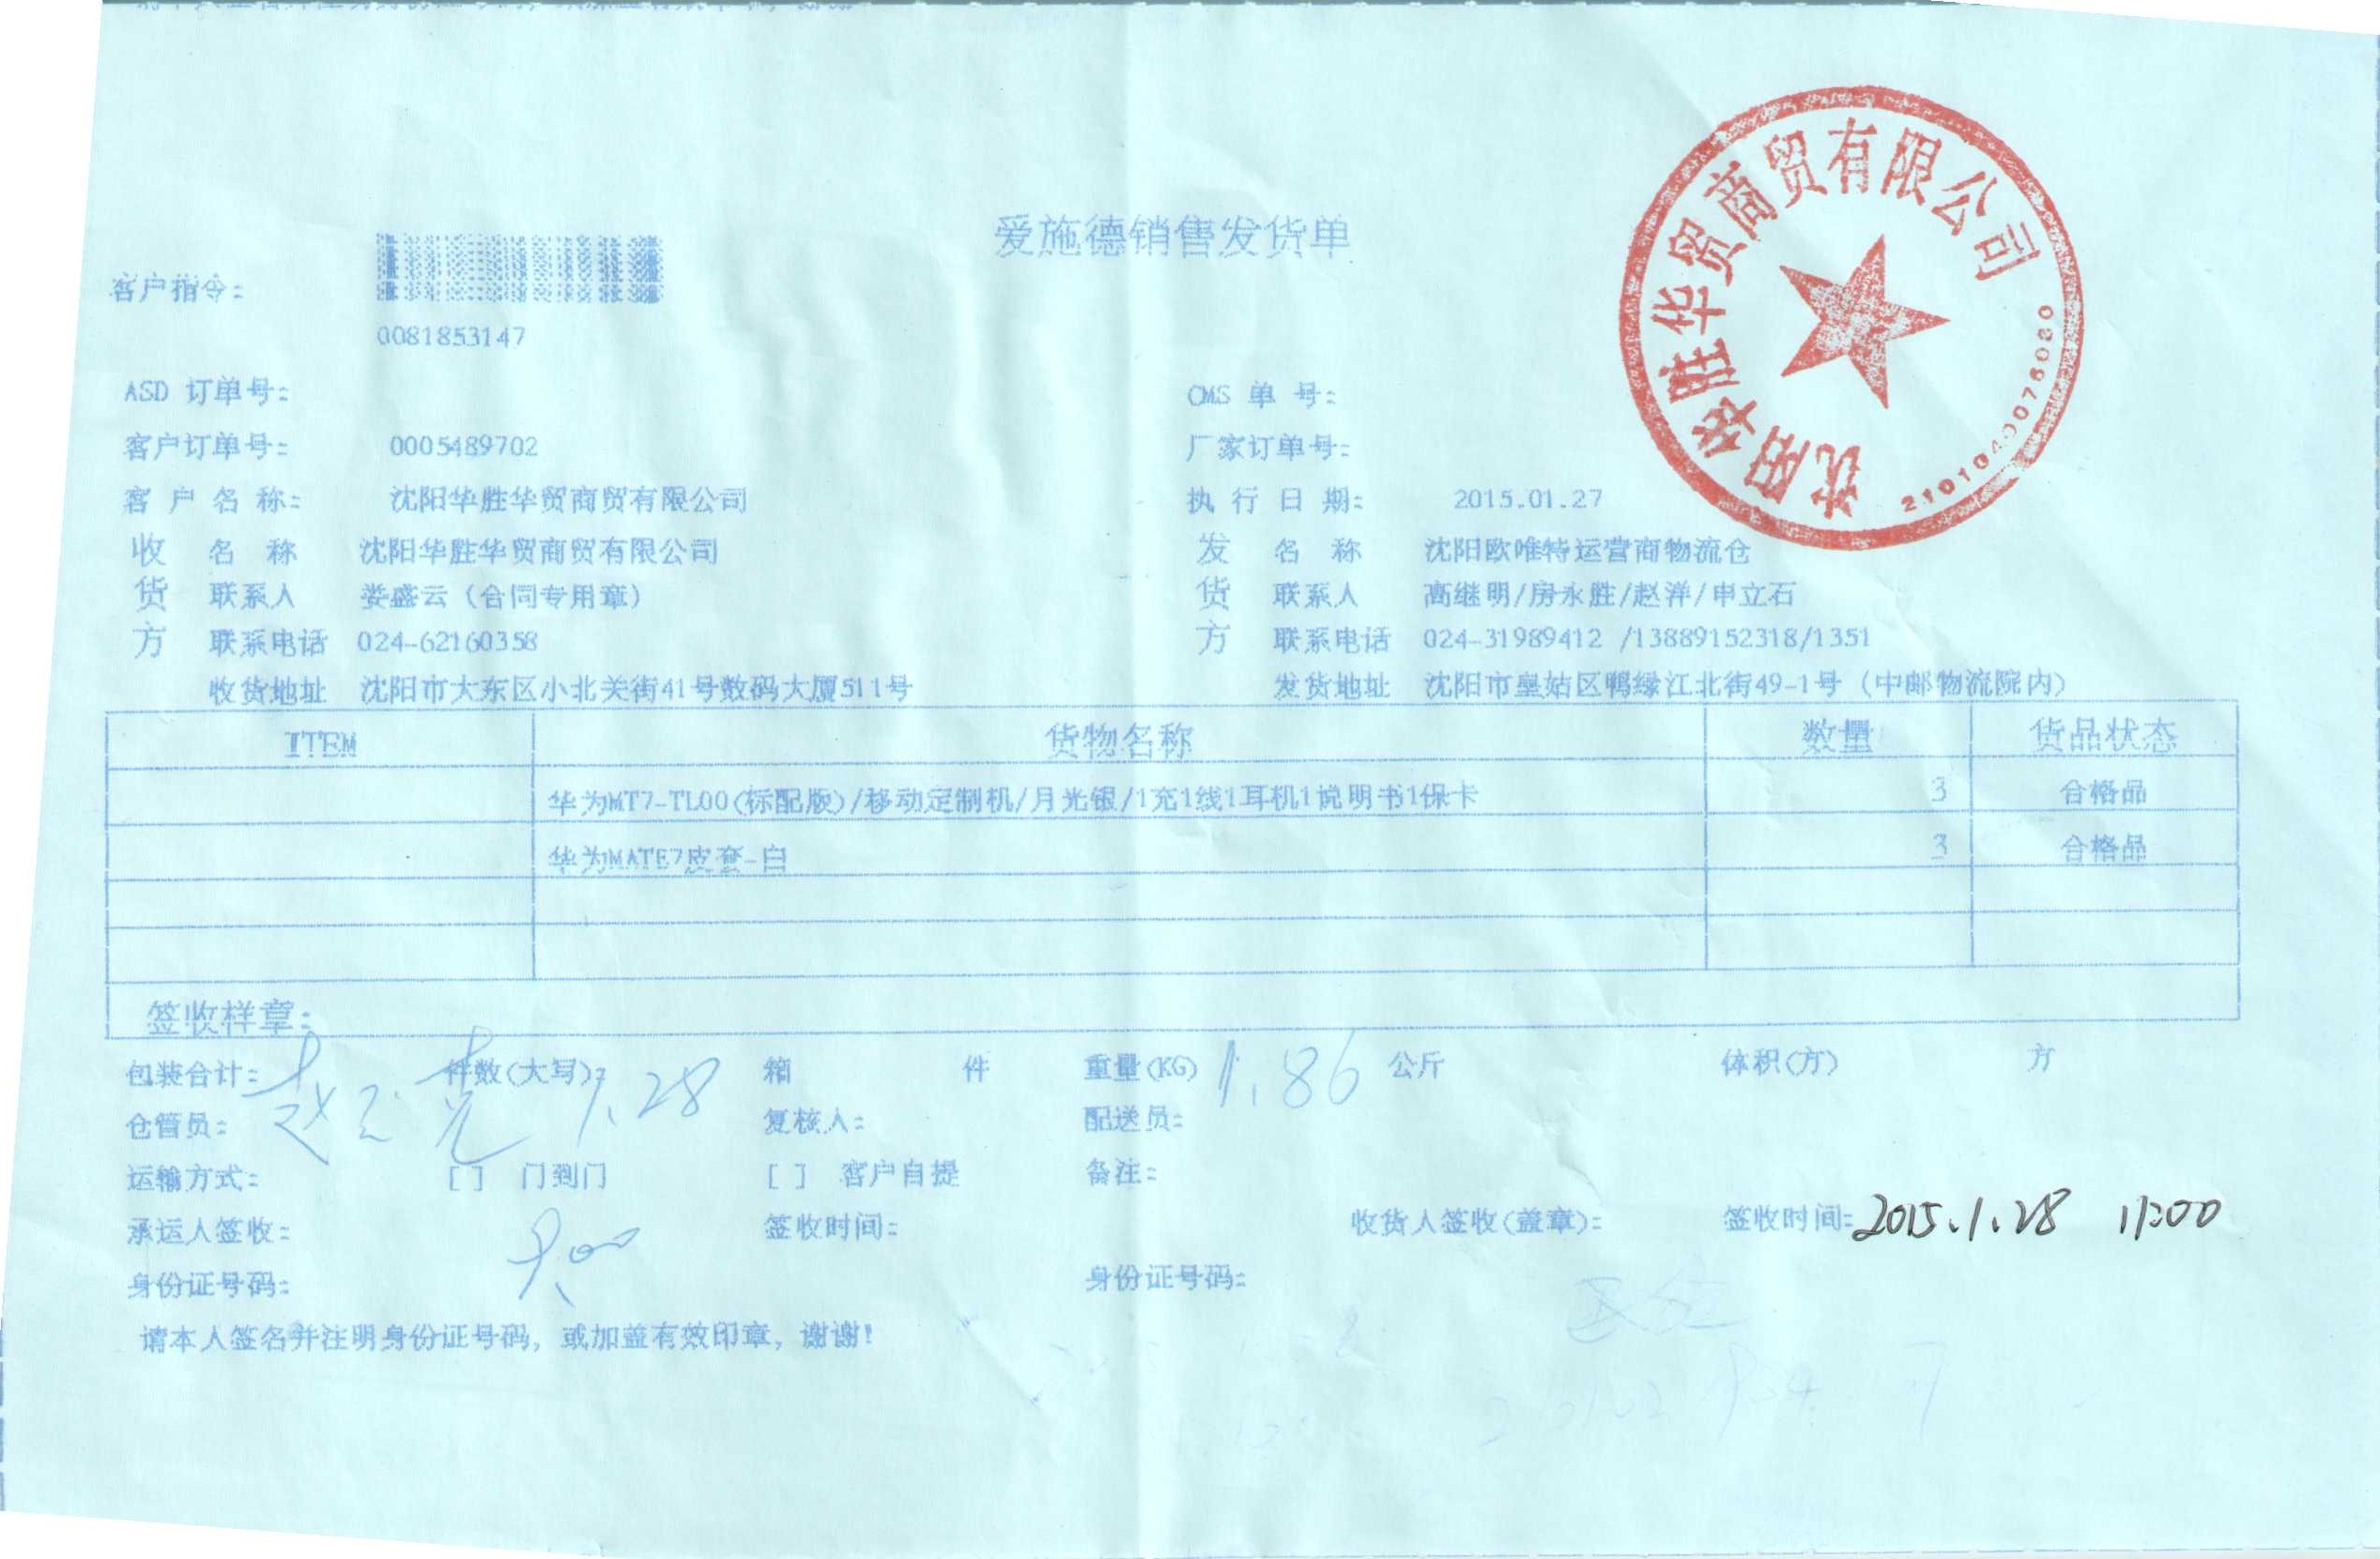 爱施德销售发货单
沈阳华胜华贸商贸有限公司
2101040076080
客户指令:
0081853147
ASD 订单号: CMS 单 号:
客户订单号: 0005489702 厂家订单号:
客 户 名 称: 沈阳华胜华贸商贸有限公司 执 行 日 期: 2015.01.27
收 名 称 沈阳华胜华贸商贸有限公司 发 名 称 沈阳欧唯特运营商物流仓
货 联系人 娄盛云(合同专用章) 货 联系人 高继明/房永胜/赵洋/申立石
方 联系电话 024-62160358 方 联系电话 024-31989412 /13889152318/1351
收货地址 沈阳市大东区小北关街41号数码大厦511号 发货地址 沈阳市皇姑区鸭绿江北街49-1号 (中邮物流院内)
ITEM 货物名称 数量 货品状态
华为MT7-TL00(标配版)/移动定制机/月光银/1充1线1耳机1说明书1保卡 3 合格品
华为MATE7皮套-白 3 合格品
签收样章:
包装合计: 件数(大写): 1.28 箱 件 重量(KG) 1.86 公斤 体积(方) 方
仓管员: 复核人: 配送员:
运输方式: [ ] 门到门 [ ] 客户自提 备注:
承运人签收: 签收时间: 收货人签收(盖章): 签收时间: 2015.1.28 11:00
身份证号码: 身份证号码:
请本人签名并注明身份证号码, 或加盖有效印章, 谢谢!